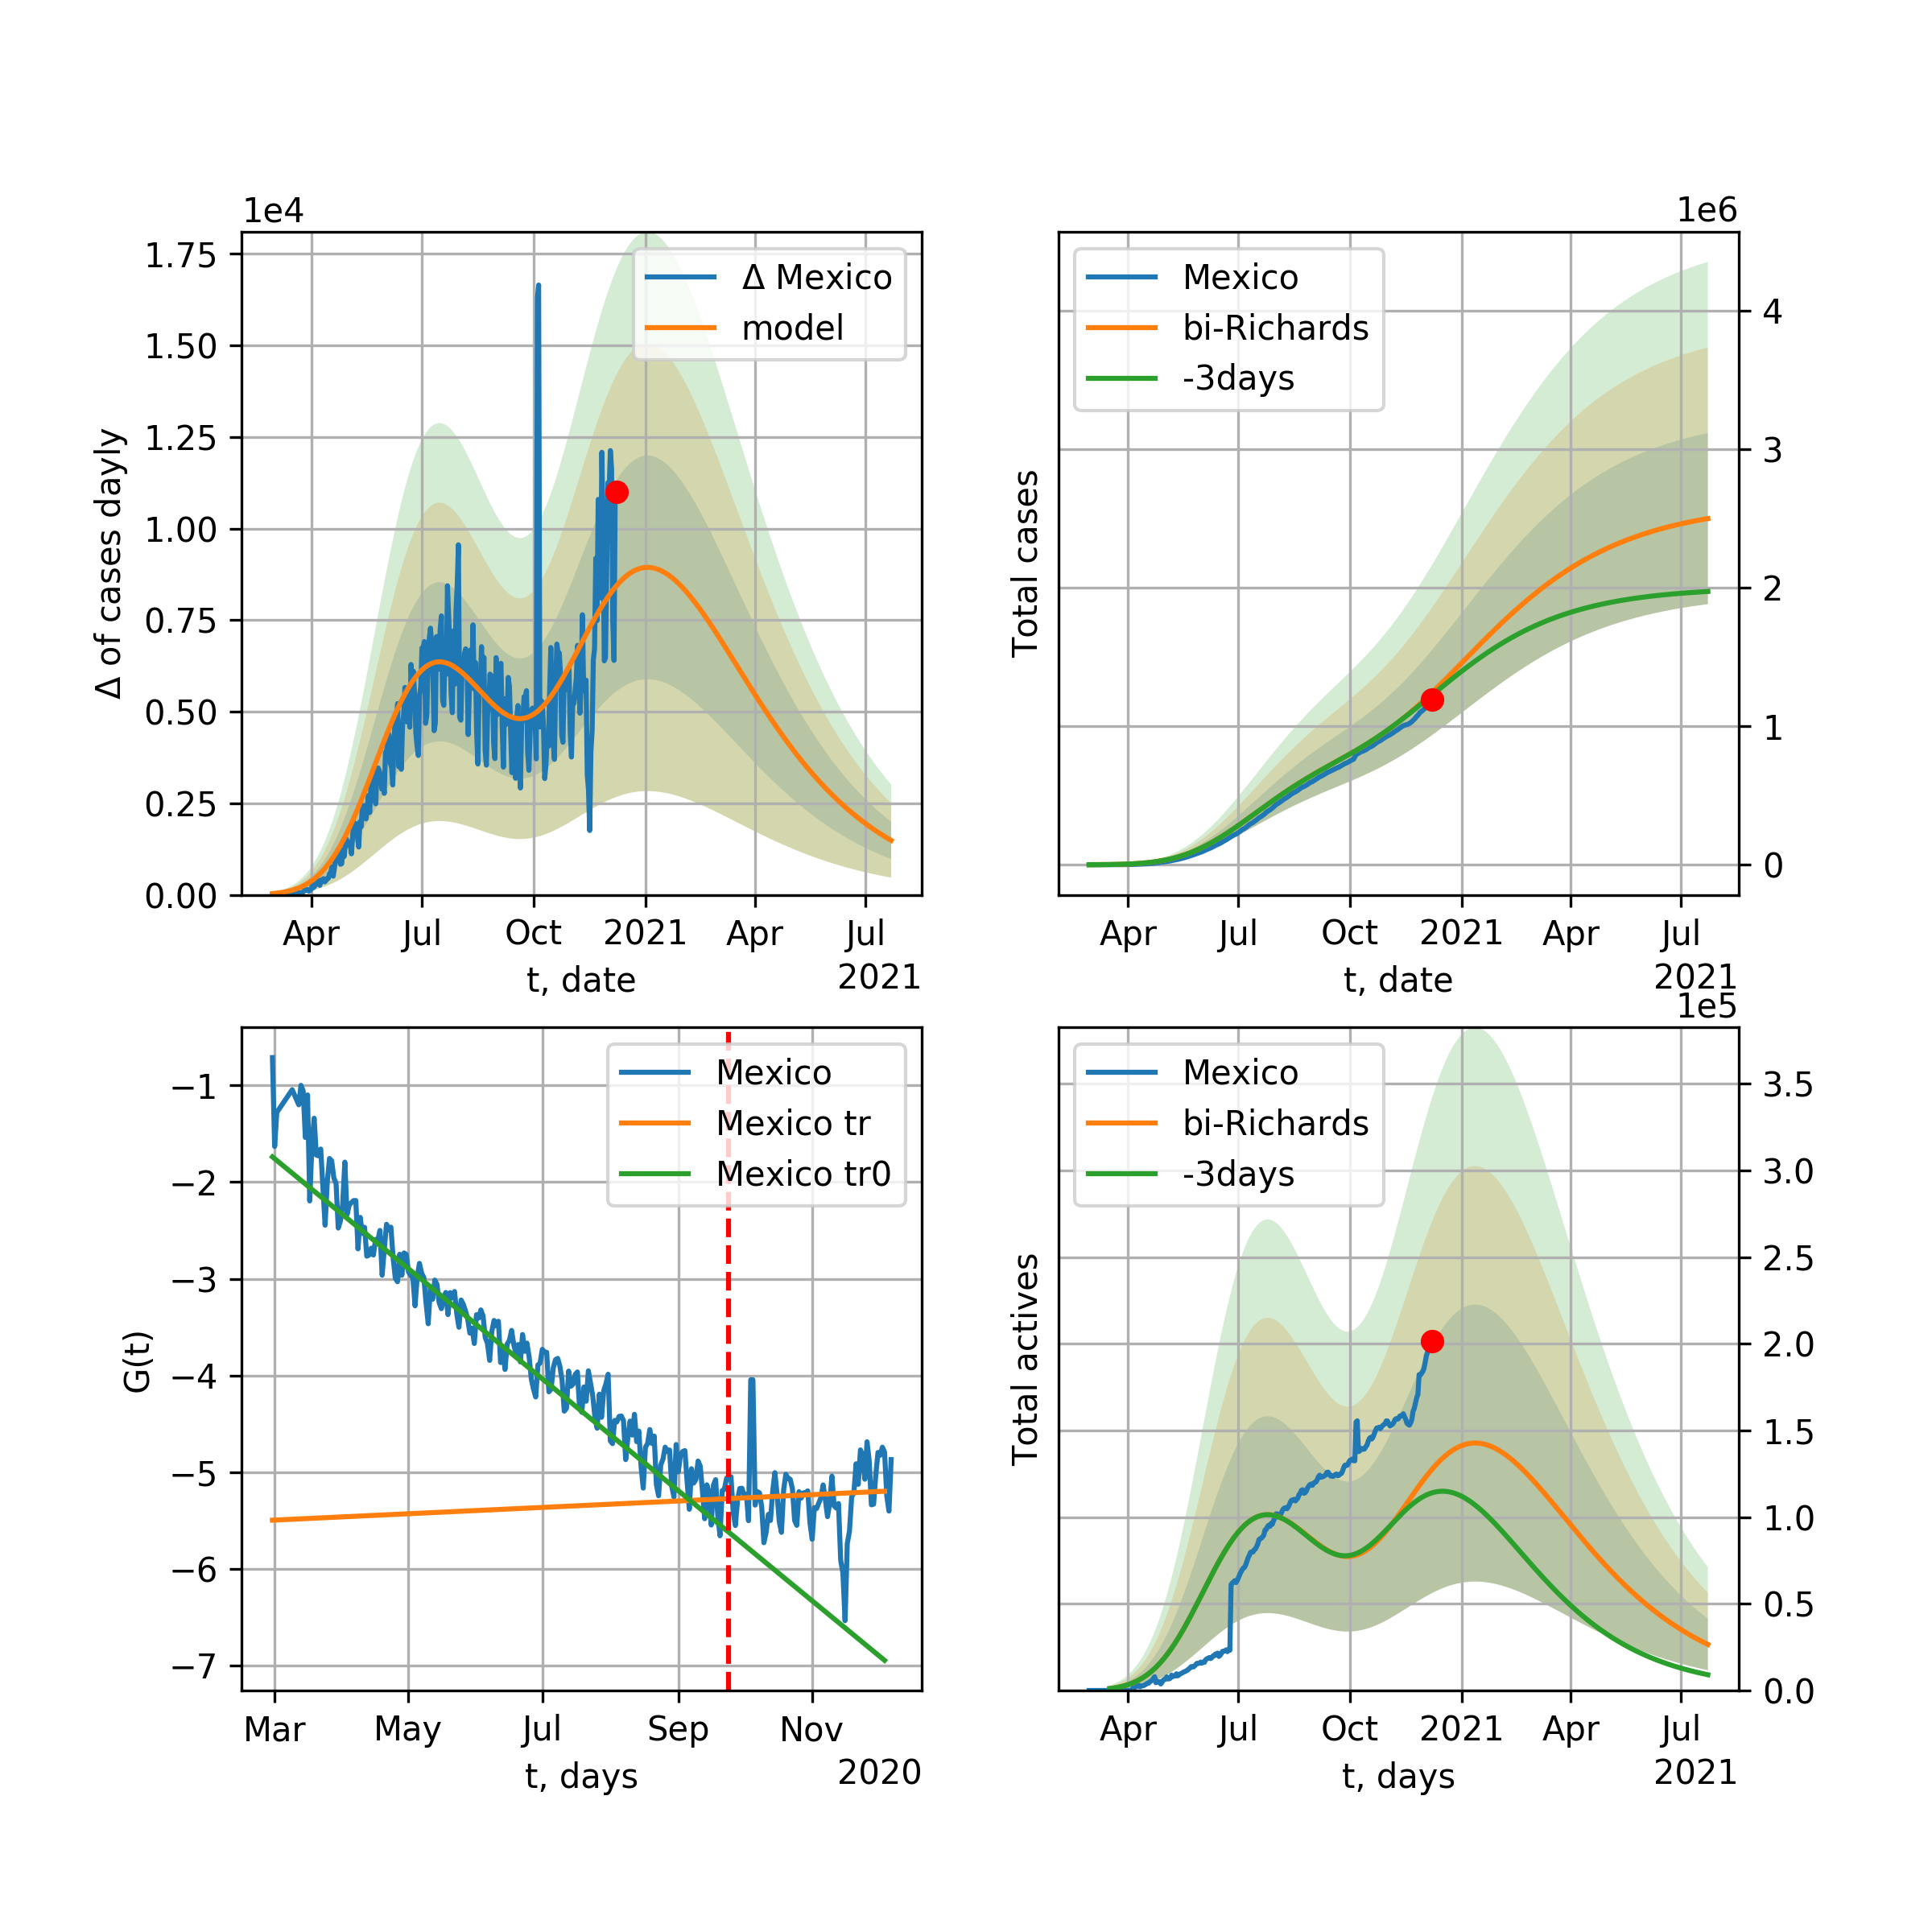 1e4
Δ of cases dayly
1.75
1.50
1.25
1.00
0.75
0.50
0.25
0.00
Δ Mexico
model
Apr Jul Oct 2021 Apr Jul
t, date 2021
1e6
Total cases
Mexico
bi-Richards
-3days
4
3
2
1
0
Apr Jul Oct 2021 Apr Jul
t, date 2021
G(t)
−1
−2
−3
−4
−5
−6
−7
Mexico
Mexico tr
Mexico tr0
Mar May Jul Sep Nov
t, days 2020
1e5
Total actives
Mexico
bi-Richards
-3days
3.5
3.0
2.5
2.0
1.5
1.0
0.5
0.0
Apr Jul Oct 2021 Apr Jul
t, days 2021